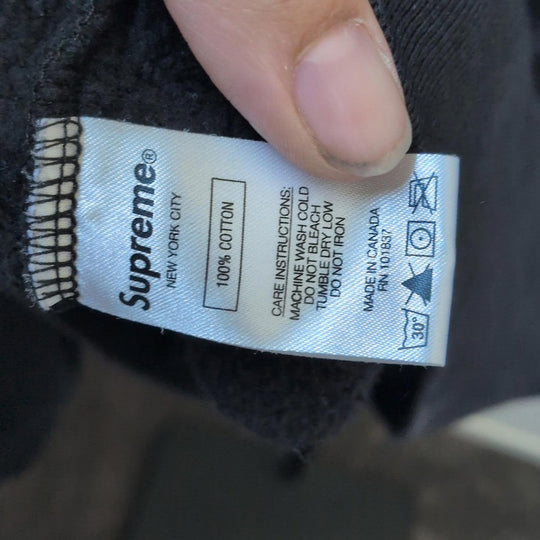 Supreme®
NEW YORK CITY
100% COTTON
CARE INSTRUCTIONS:
MACHINE WASH COLD
DO NOT BLEACH
TUMBLE DRY LOW
DO NOT IRON
MADE IN CANADA
RN 101837
30°